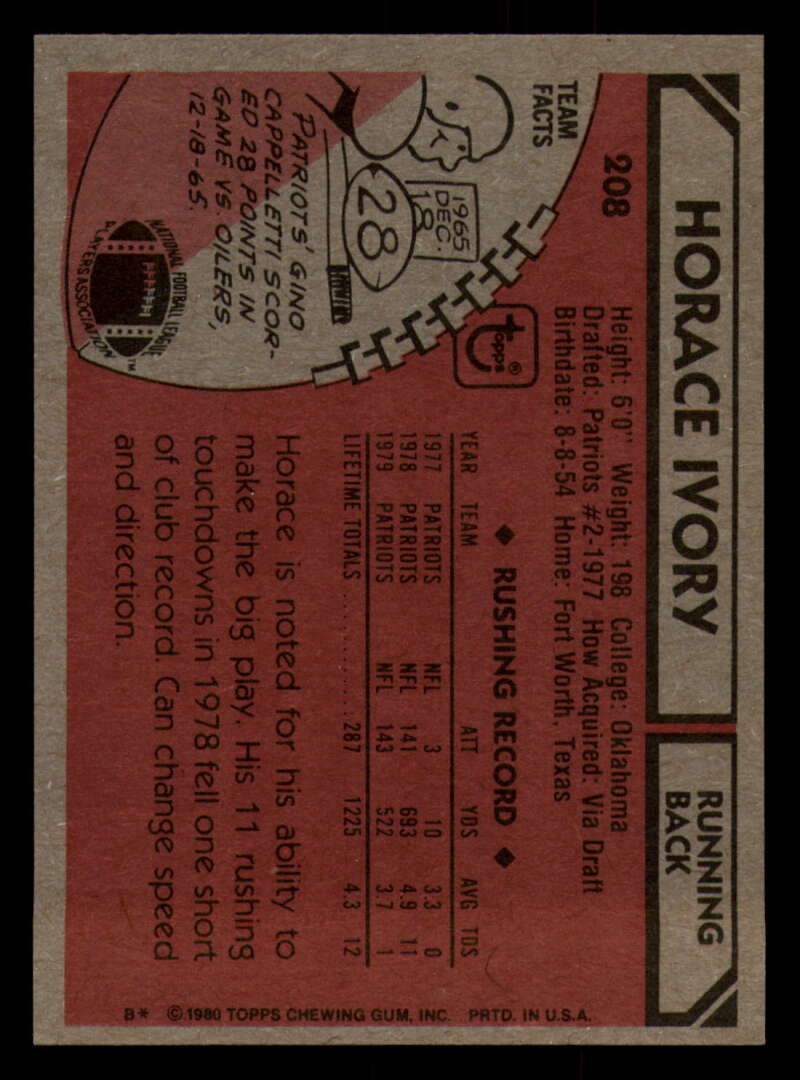 HORACE IVORY
RUNNING
BACK
208
Height: 6'0" Weight: 198 College: Oklahoma
Drafted: Patriots #2-1977 How Acquired: Via Draft
Birthdate: 8-8-54 Home: Fort Worth, Texas
TEAM
FACTS
1965
DEC.
18
28
PATRIOTS' GINO
CAPPELLETTI SCOR-
ED 28 POINTS IN
GAME VS. OILERS,
12-18-65.
NATIONAL FOOTBALL LEAGUE
PLAYERS ASSOCIATION™
topps®
◆ RUSHING RECORD ◆
YEAR TEAM ATT YDS AVG TDS
1977 PATRIOTS NFL 3 10 3.3 0
1978 PATRIOTS NFL 141 693 4.9 11
1979 PATRIOTS NFL 143 522 3.7 1
LIFETIME TOTALS .............. 287 1225 4.3 12
Horace is noted for his ability to
make the big play. His 11 rushing
touchdowns in 1978 fell one short
of club record. Can change speed
and direction.
B* ©1980 TOPPS CHEWING GUM, INC. PRTD. IN U.S.A.